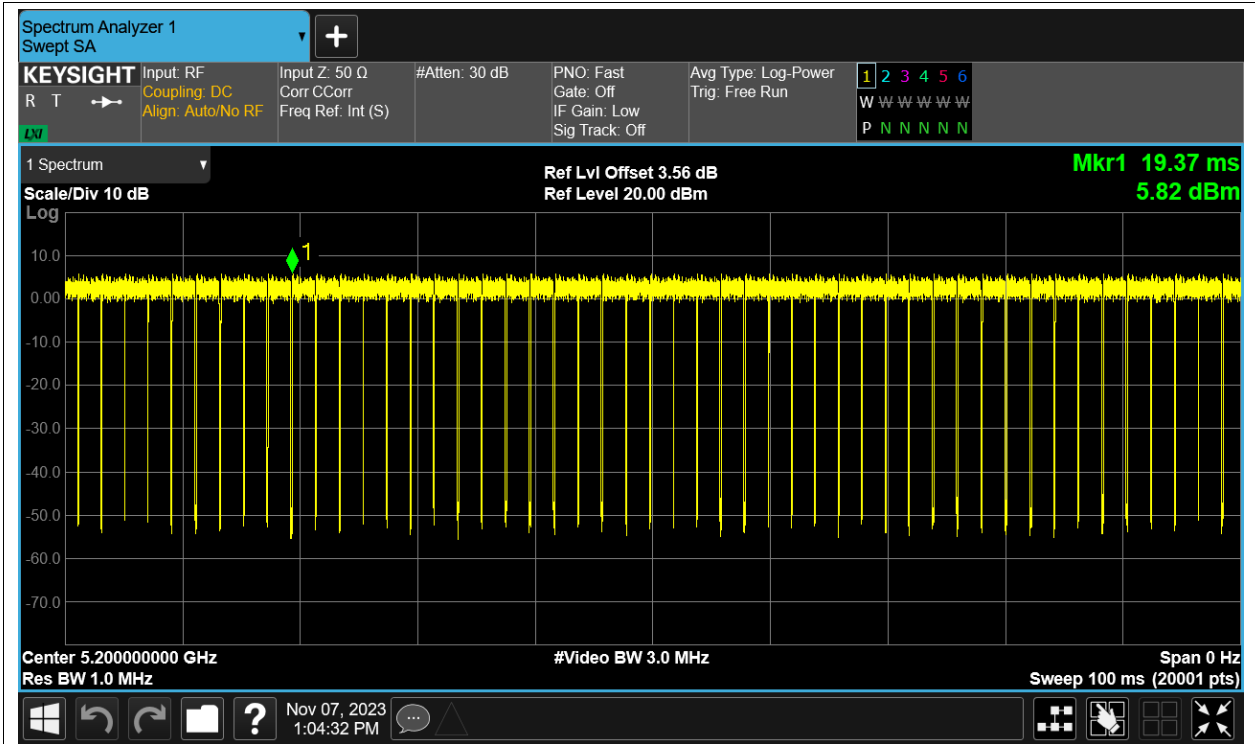 Spectrum Analyzer 1
Swept SA
KEYSIGHT
R T
LXI
Input: RF
Coupling: DC
Align: Auto/No RF
Input Z: 50 Ω
Corr CCorr
Freq Ref: Int (S)
#Atten: 30 dB
PNO: Fast
Gate: Off
IF Gain: Low
Sig Track: Off
Avg Type: Log-Power
Trig: Free Run
1 2 3 4 5 6
W W W W W W
P N N N N N
1 Spectrum
Scale/Div 10 dB
Ref Lvl Offset 3.56 dB
Ref Level 20.00 dBm
Mkr1 19.37 ms
5.82 dBm
Log
1
10.0
0.00
-10.0
-20.0
-30.0
-40.0
-50.0
-60.0
-70.0
Center 5.200000000 GHz
Res BW 1.0 MHz
#Video BW 3.0 MHz
Span 0 Hz
Sweep 100 ms (20001 pts)
?
Nov 07, 2023
1:04:32 PM